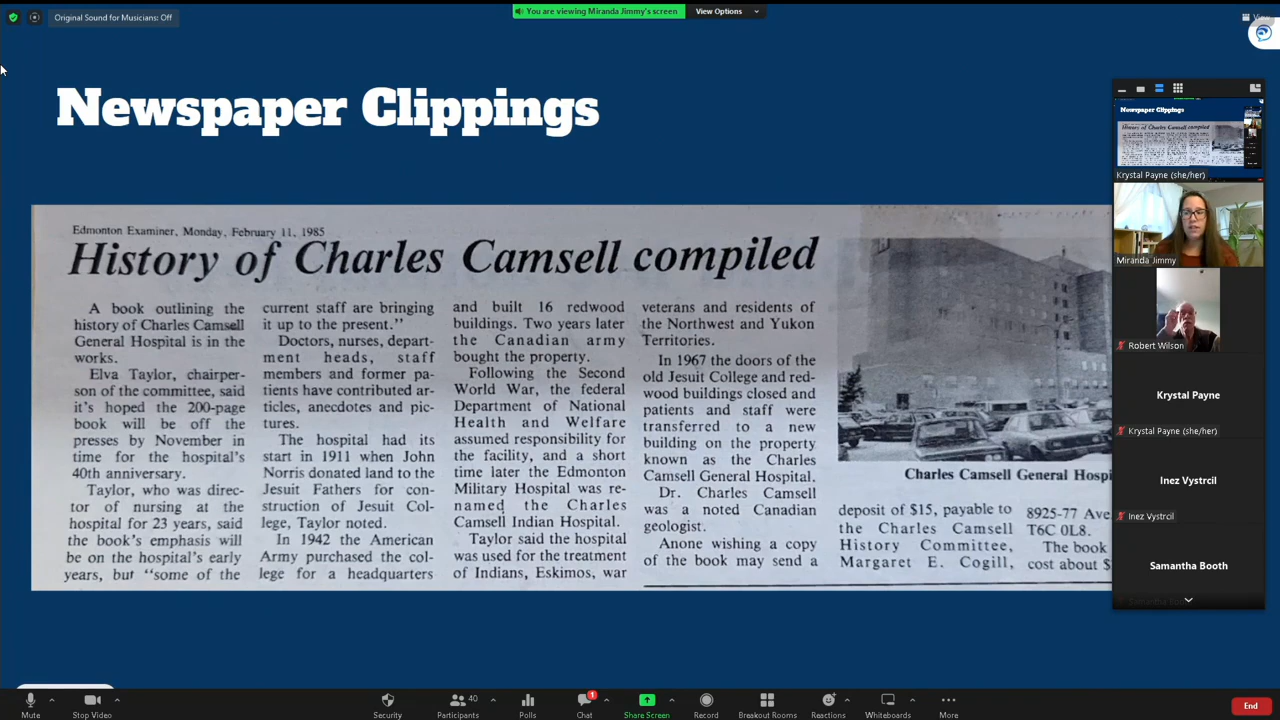 Original Sound for Musicians: Off
You are viewing Miranda Jimmy's screen
View Options
View
Newspaper Clippings
Edmonton Examiner, Monday, February 11, 1985
History of Charles Camsell compiled
A book outlining the
history of Charles Camsell
General Hospital is in the
works.
Elva Taylor, chairper-
son of the committee, said
it's hoped the 200-page
book will be off the
presses by November in
time for the hospital's
40th anniversary.
Taylor, who was direc-
tor of nursing at the
hospital for 23 years, said
the book's emphasis will
be on the hospital's early
years, but "some of the
current staff are bringing
it up to the present."
Doctors, nurses, depart-
ment heads, staff
members and former pa-
tients have contributed ar-
ticles, anecdotes and pic-
tures.
The hospital had its
start in 1911 when John
Norris donated land to the
Jesuit Fathers for con-
struction of Jesuit Col-
lege, Taylor noted.
In 1942 the American
Army purchased the col-
lege for a headquarters
and built 16 redwood
buildings. Two years later
the Canadian army
bought the property.
Following the Second
World War, the federal
Department of National
Health and Welfare
assumed responsibility for
the facility, and a short
time later the Edmonton
Military Hospital was re-
named the Charles
Camsell Indian Hospital.
Taylor said the hospital
was used for the treatment
of Indians, Eskimos, war
veterans and residents of
the Northwest and Yukon
Territories.
In 1967 the doors of the
old Jesuit College and red-
wood buildings closed and
patients and staff were
transferred to a new
building on the property
known as the Charles
Camsell General Hospital.
Dr. Charles Camsell
was a noted Canadian
geologist.
Anone wishing a copy
of the book may send a
Charles Camsell General Hospi
deposit of $15, payable to
the Charles Camsell
History Committee,
Margaret E. Cogill,
8925-77 Ave
T6C 0L8.
The book
cost about $
Newspaper Clippings
History of Charles Camsell compiled
Krystal Payne (she/her)
Miranda Jimmy
Robert Wilson
Krystal Payne
Krystal Payne (she/her)
Inez Vystrcil
Inez Vystrcil
Samantha Booth
Mute
Stop Video
Security
40
Participants
Polls
1
Chat
Share Screen
Record
Breakout Rooms
Reactions
Whiteboards
More
End